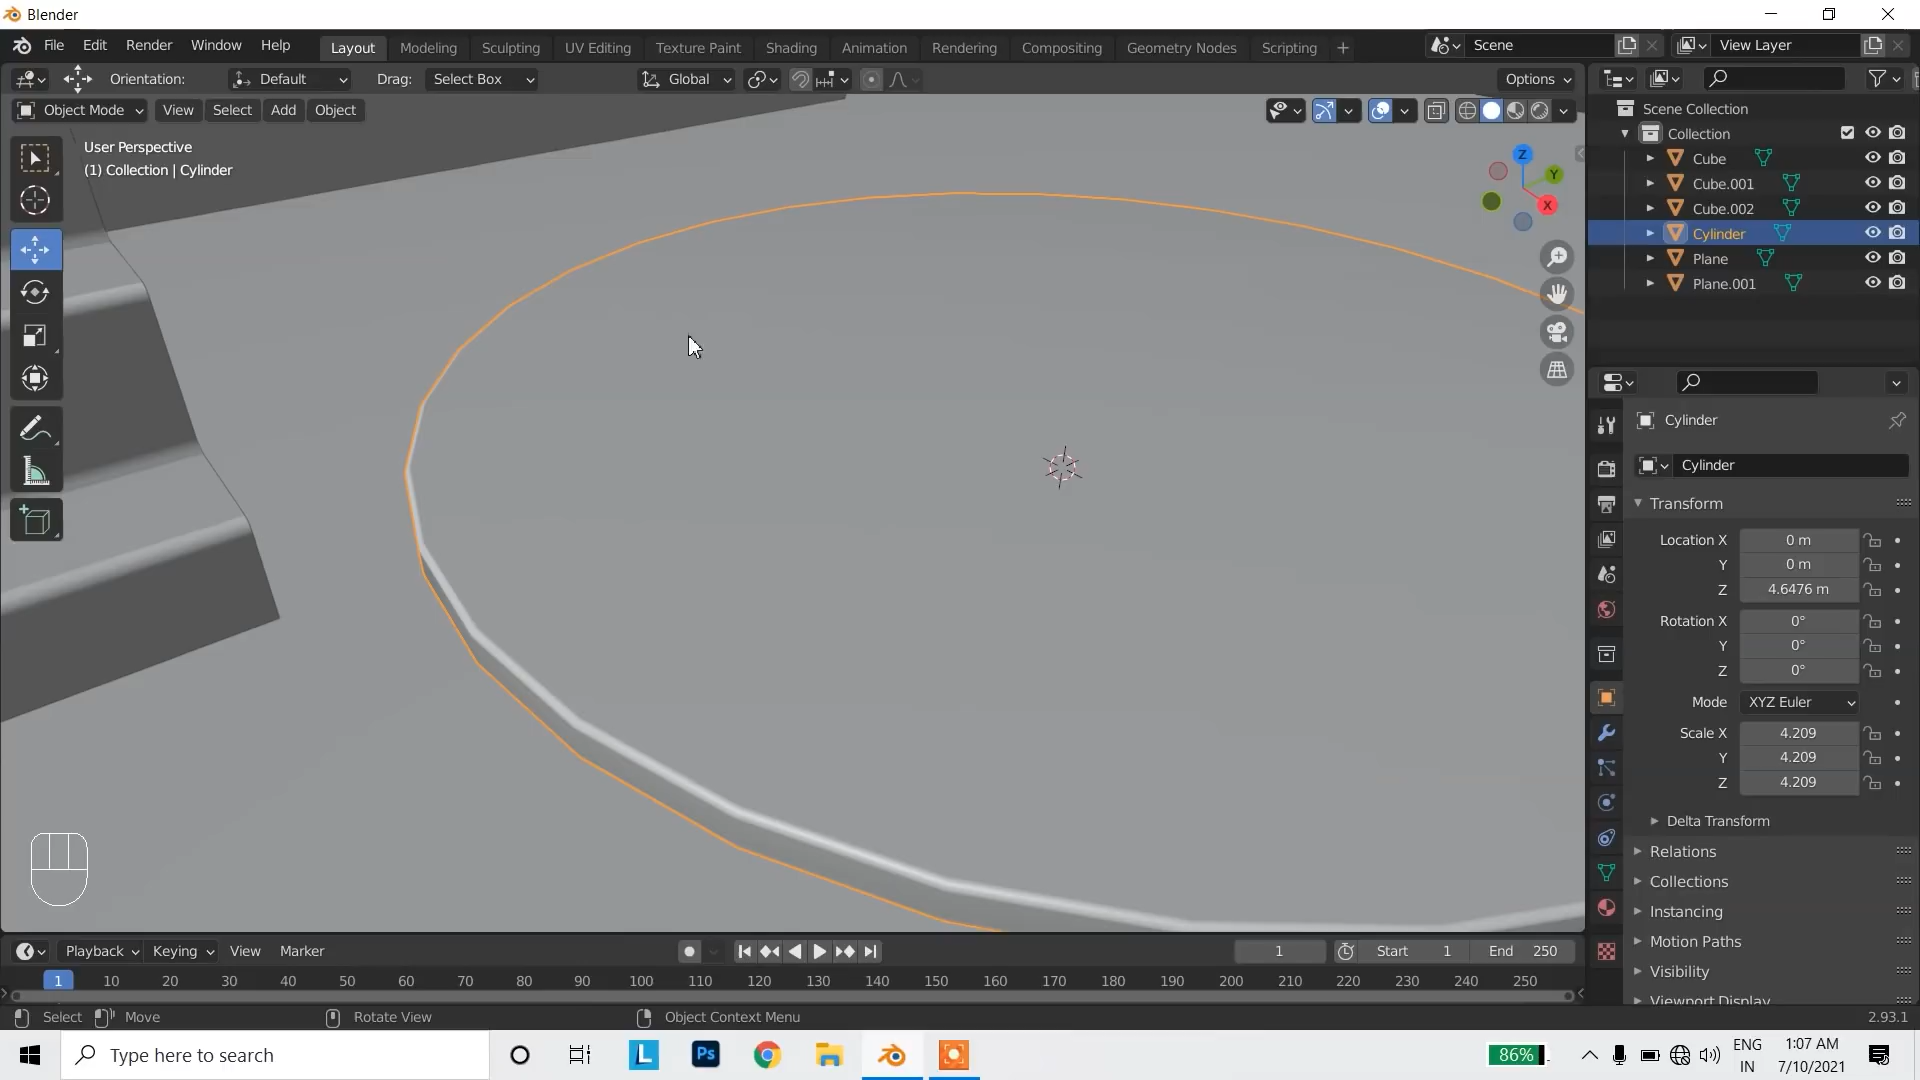 Blender
File Edit Render Window Help Layout Modeling Sculpting UV Editing Texture Paint Shading Animation Rendering Compositing Geometry Nodes Scripting + Scene View Layer
Orientation: Default Drag: Select Box Global Options
Object Mode View Select Add Object
User Perspective
(1) Collection | Cylinder
Z
Y
X
Scene Collection
Collection
Cube
Cube.001
Cube.002
Cylinder
Plane
Plane.001
Cylinder
Cylinder
Transform
Location X 0 m
Y 0 m
Z 4.6476 m
Rotation X 0°
Y 0°
Z 0°
Mode XYZ Euler
Scale X 4.209
Y 4.209
Z 4.209
Delta Transform
Relations
Collections
Instancing
Motion Paths
Visibility
Viewport Display
Playback Keying View Marker 1 Start 1 End 250
1 10 20 30 40 50 60 70 80 90 100 110 120 130 140 150 160 170 180 190 200 210 220 230 240 250
Select Move Rotate View Object Context Menu 2.93.1
Type here to search L Ps 86% ENG IN 1:07 AM 7/10/2021